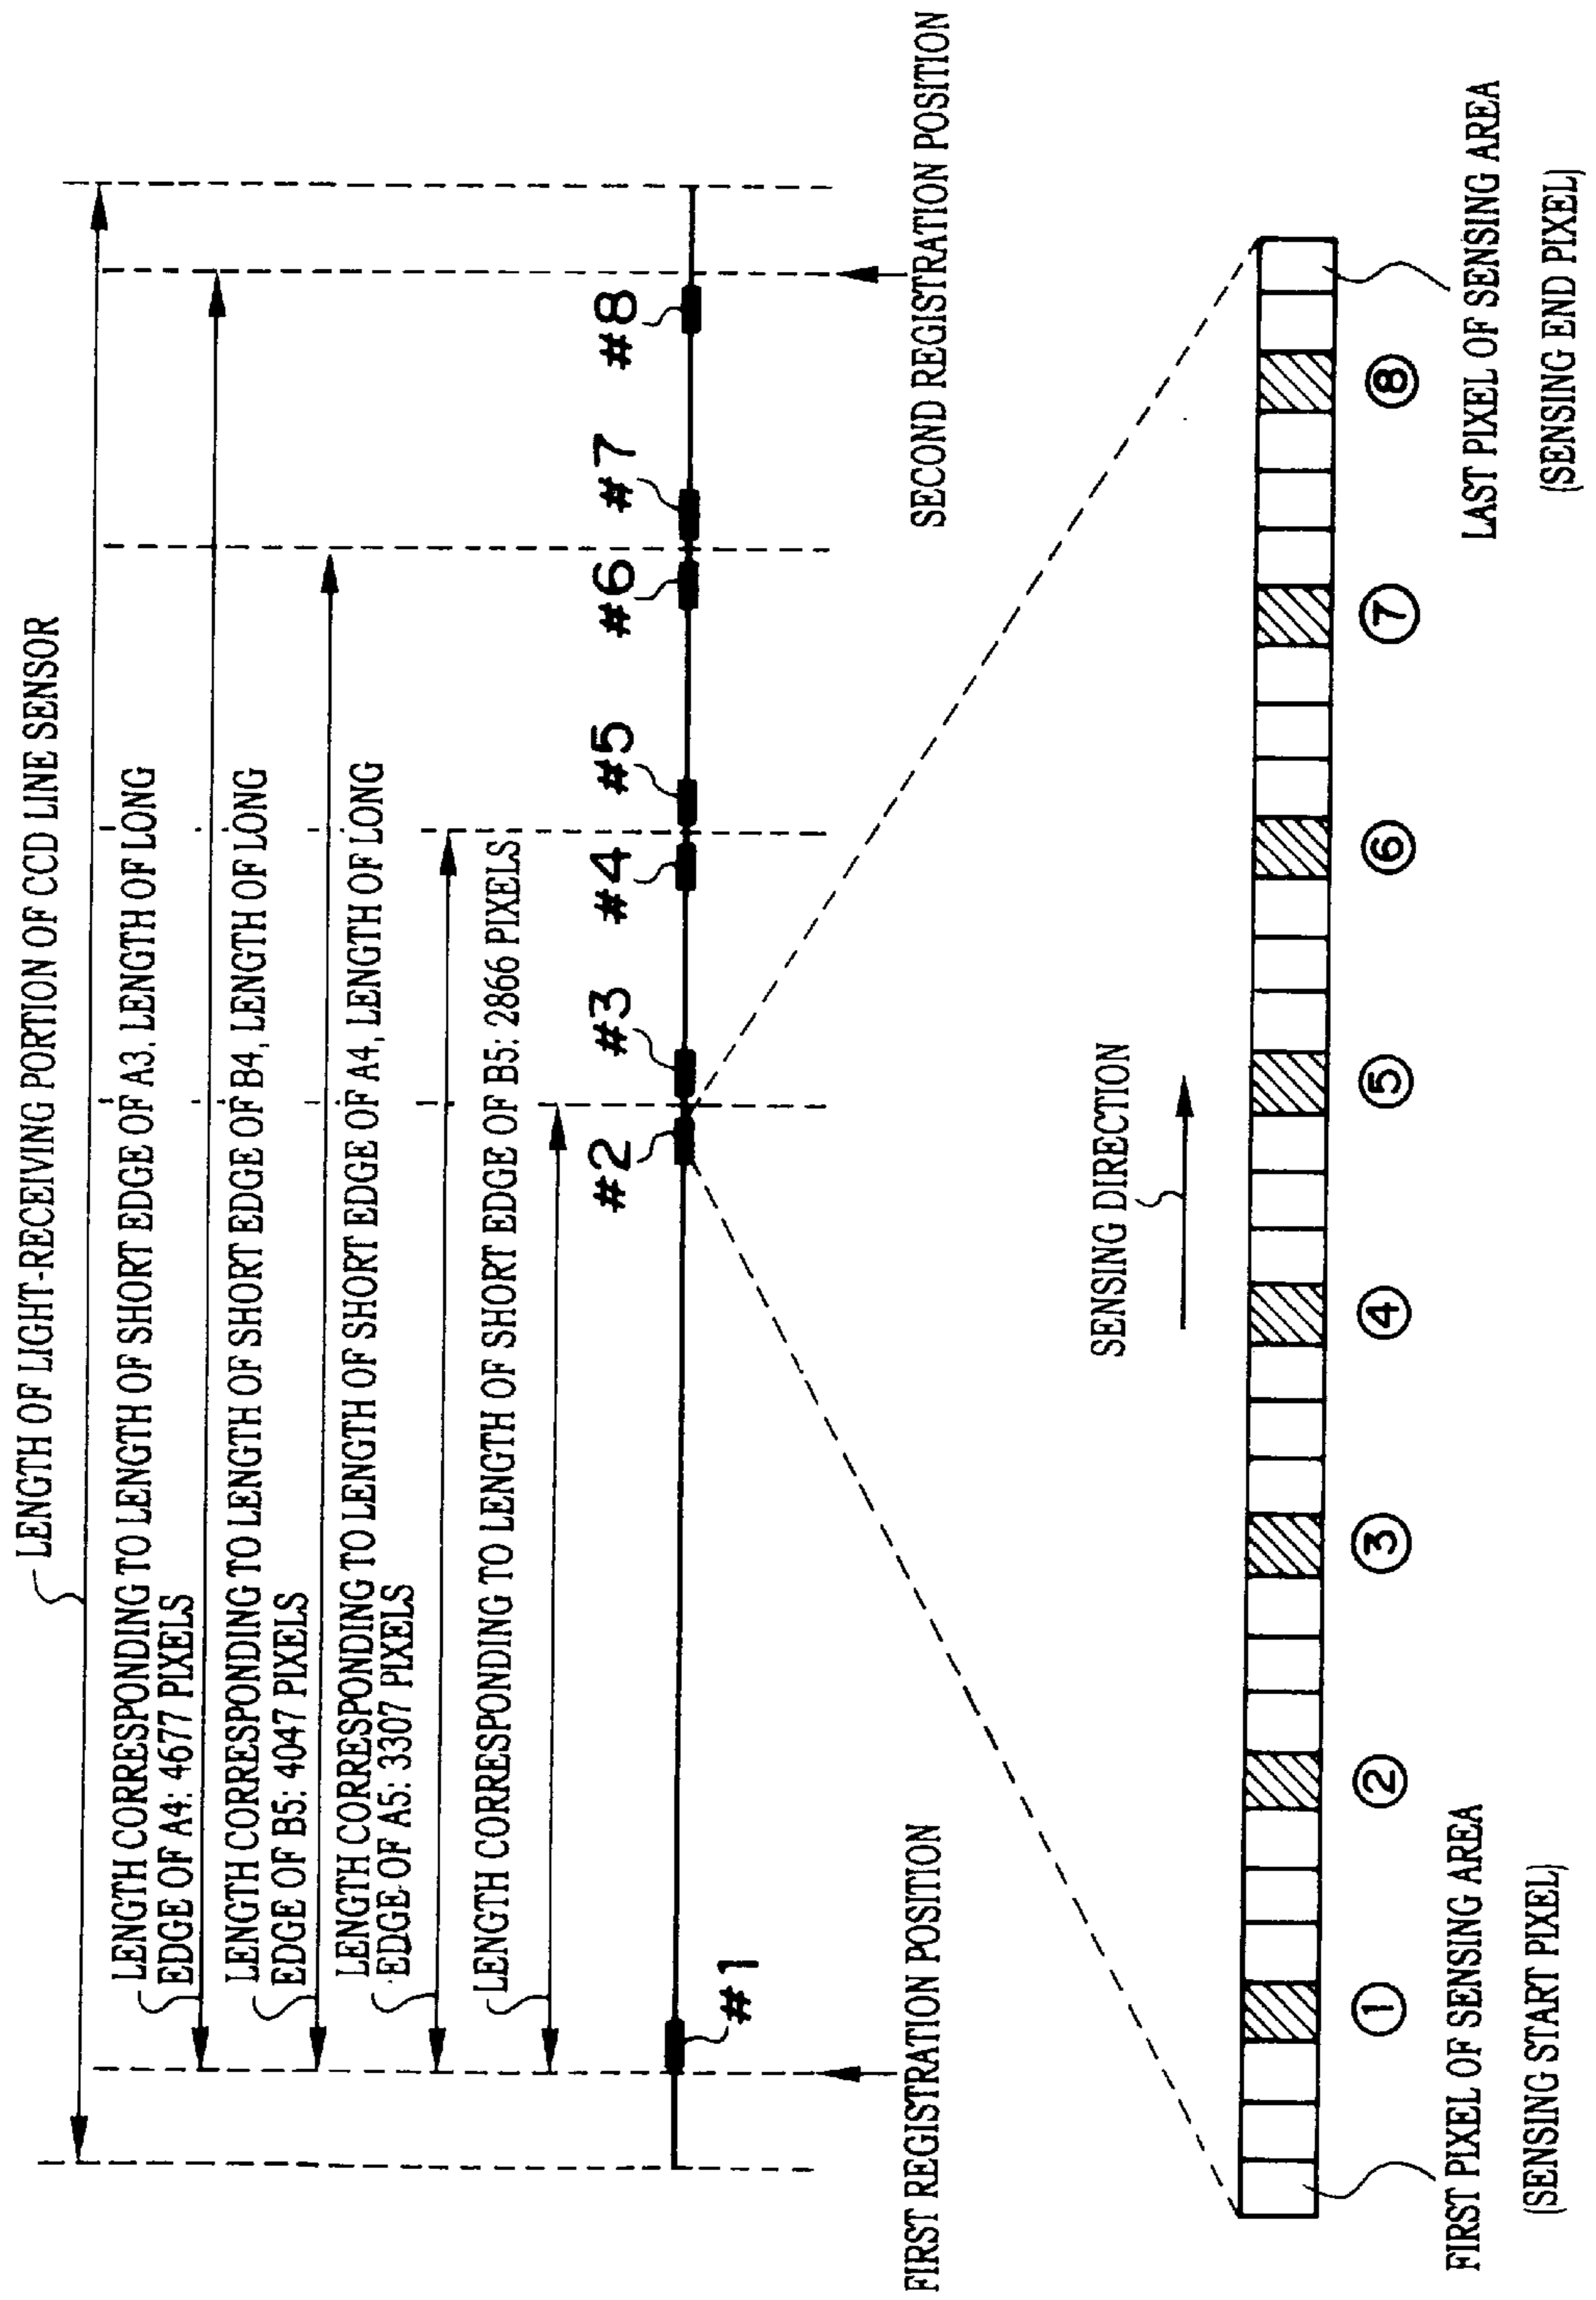 LENGTH OF LIGHT-RECEIVING PORTION OF CCD LINE SENSOR
LENGTH CORRESPONDING TO LENGTH OF SHORT EDGE OF A3. LENGTH OF LONG
EDGE OF A4: 4677 PIXELS
LENGTH CORRESPONDING TO LENGTH OF SHORT EDGE OF B4, LENGTH OF LONG
EDGE OF B5: 4047 PIXELS
LENGTH CORRESPONDING TO LENGTH OF SHORT EDGE OF A4, LENGTH OF LONG
EDGE OF A5: 3307 PIXELS
LENGTH CORRESPONDING TO LENGTH OF SHORT EDGE OF B5: 2866 PIXELS
#1
#2
#3
#4
#5
#6
#7
#8
FIRST REGISTRATION POSITION
SECOND REGISTRATION POSITION
SENSING DIRECTION
① ② ③ ④ ⑤ ⑥ ⑦ ⑧
FIRST PIXEL OF SENSING AREA
(SENSING START PIXEL)
LAST PIXEL OF SENSING AREA
(SENSING END PIXEL)